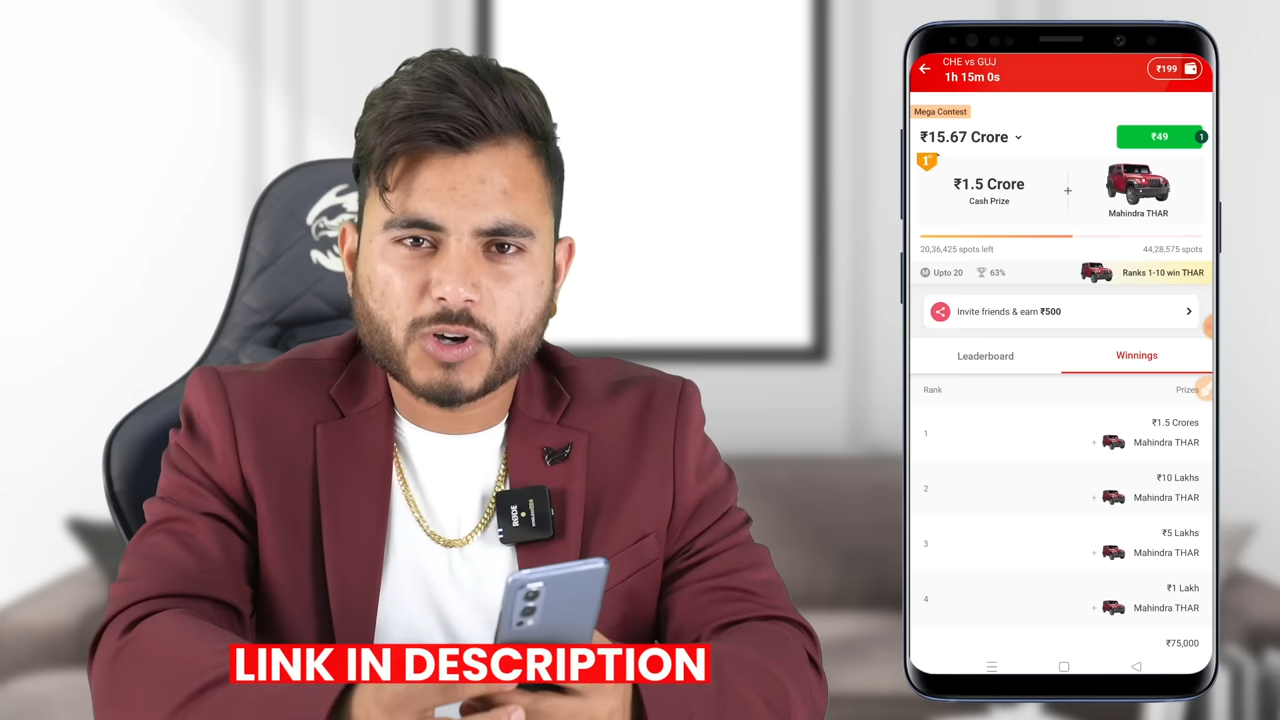 CHE vs GUJ
1h 15m 0s
₹199
Mega Contest
₹15.67 Crore
₹49
1
1st
₹1.5 Crore
Cash Prize
+
Mahindra THAR
20,36,425 spots left
44,28,575 spots
M Upto 20
63%
Ranks 1-10 win THAR
Invite friends & earn ₹500
Leaderboard
Winnings
Rank
Prizes
1
₹1.5 Crores
+ Mahindra THAR
2
₹10 Lakhs
+ Mahindra THAR
3
₹5 Lakhs
+ Mahindra THAR
4
₹1 Lakh
+ Mahindra THAR
₹75,000
RØDE
LINK IN DESCRIPTION